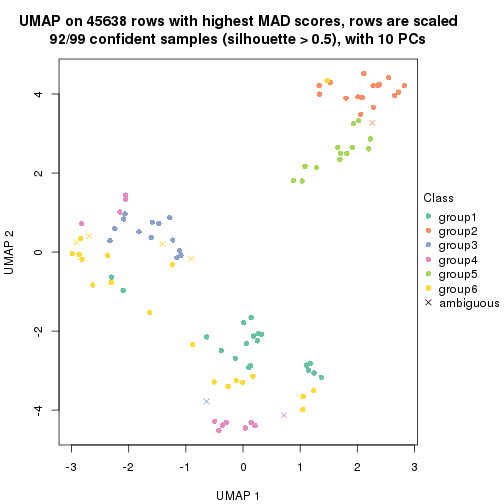 UMAP on 45638 rows with highest MAD scores, rows are scaled
92/99 confident samples (silhouette > 0.5), with 10 PCs
4
2
0
-2
-4
UMAP 2
-3
-2
-1
0
1
2
3
UMAP 1
Class
group1
group2
group3
group4
group5
group6
ambiguous